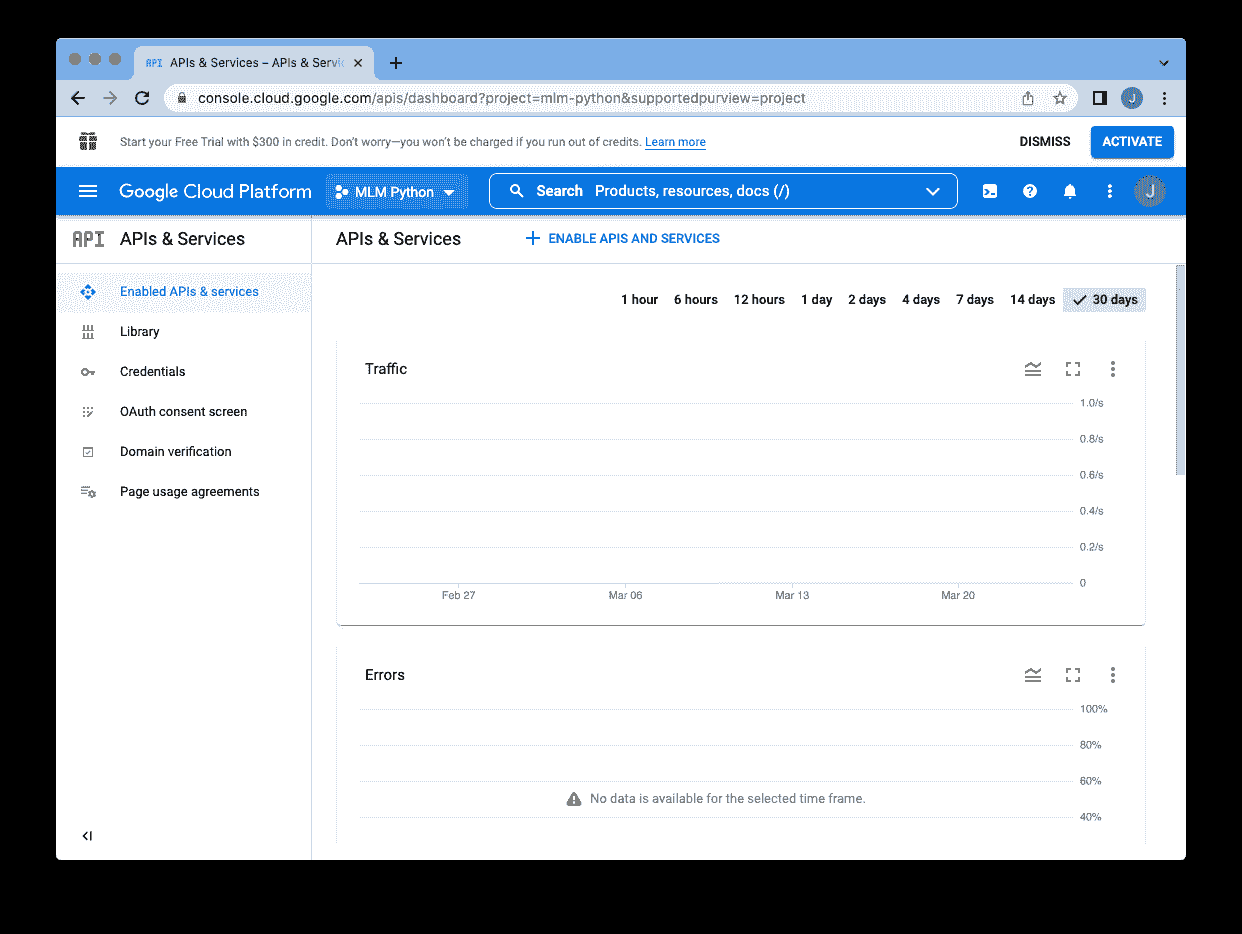 API APIs & Services – APIs & Servic
console.cloud.google.com/apis/dashboard?project=mlm-python&supportedpurview=project
J
Start your Free Trial with $300 in credit. Don't worry—you won't be charged if you run out of credits. Learn more
DISMISS
ACTIVATE
Google Cloud Platform
MLM Python
Search Products, resources, docs (/)
J
API APIs & Services
APIs & Services
ENABLE APIS AND SERVICES
Enabled APIs & services
Library
Credentials
OAuth consent screen
Domain verification
Page usage agreements
1 hour 6 hours 12 hours 1 day 2 days 4 days 7 days 14 days 30 days
Traffic
1.0/s
0.8/s
0.6/s
0.4/s
0.2/s
0
Feb 27 Mar 06 Mar 13 Mar 20
Errors
100%
80%
60%
No data is available for the selected time frame.
40%